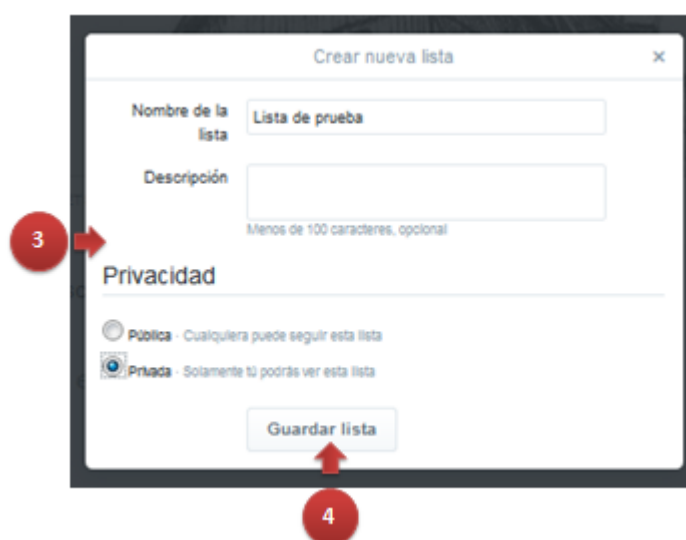 Crear nueva lista ×
Nombre de la
lista
Lista de prueba
Descripción
Menos de 100 caracteres, opcional
3
Privacidad
Pública · Cualquiera puede seguir esta lista
Privada · Solamente tú podrás ver esta lista
Guardar lista
4